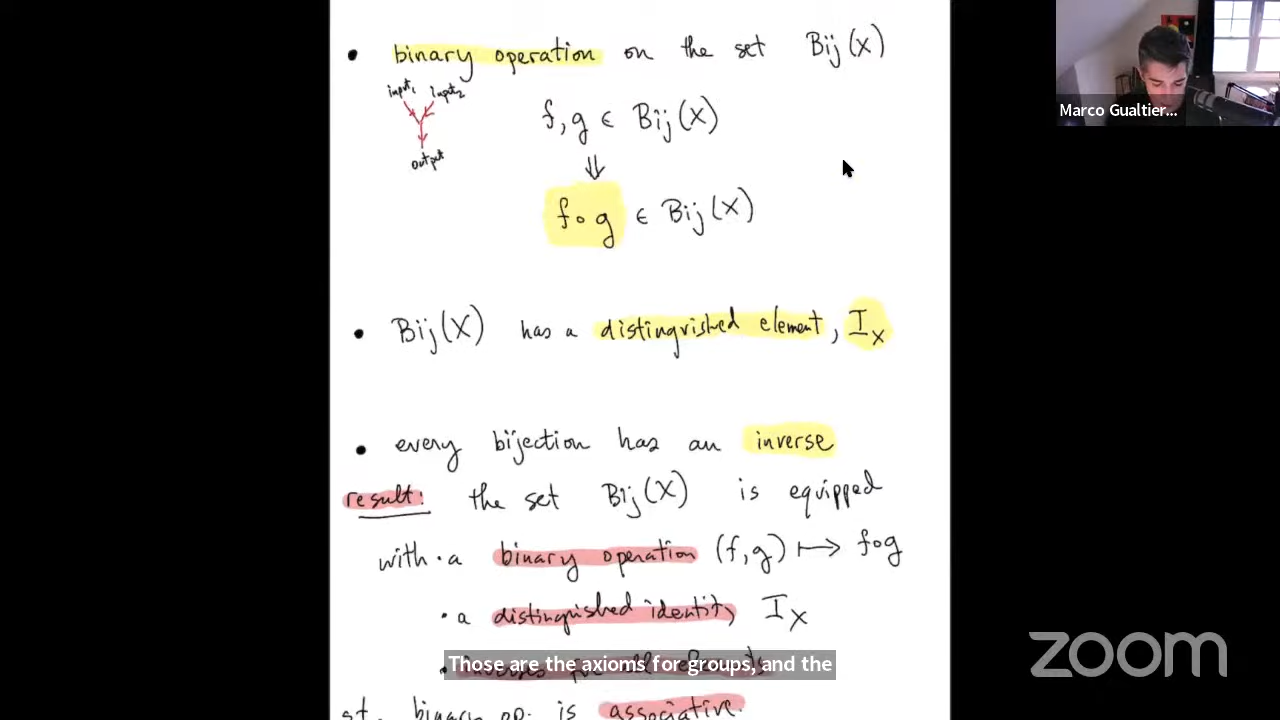 • binary operation on the set Bij(X)
input₁ input₂
output
f, g ∈ Bij(X)
⇓
f∘g ∈ Bij(X)
• Bij(X) has a distinguished element, I_X
• every bijection has an inverse
result: the set Bij(X) is equipped
with · a binary operation (f,g) ↦ f∘g
· a distinguished identity I_X
Those are the axioms for groups, and the
st. binary op. is associative.
Marco Gualtier...
zoom